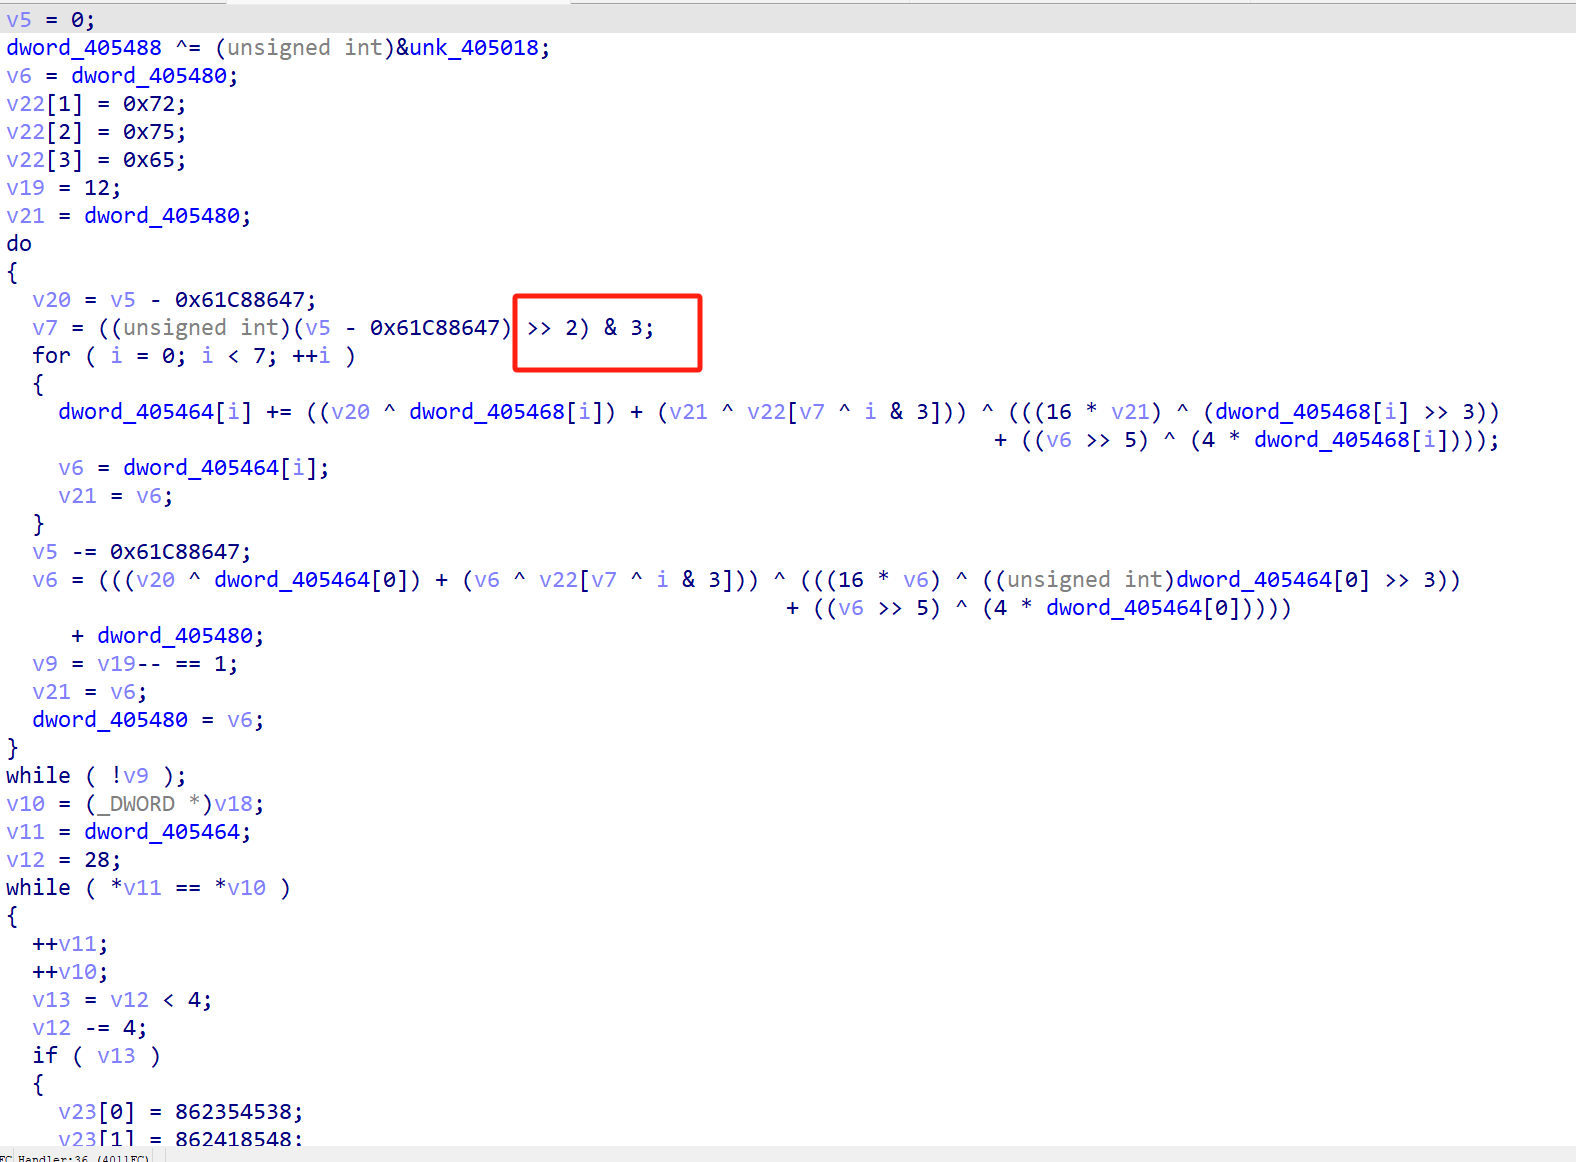 v5 = 0;
dword_405488 ^= (unsigned int)&unk_405018;
v6 = dword_405480;
v22[1] = 0x72;
v22[2] = 0x75;
v22[3] = 0x65;
v19 = 12;
v21 = dword_405480;
do
{
v20 = v5 - 0x61C88647;
v7 = ((unsigned int)(v5 - 0x61C88647) >> 2) & 3;
for ( i = 0; i < 7; ++i )
{
dword_405464[i] += ((v20 ^ dword_405468[i]) + (v21 ^ v22[v7 ^ i & 3])) ^ (((16 * v21) ^ (dword_405468[i] >> 3))
+ ((v6 >> 5) ^ (4 * dword_405468[i])));
v6 = dword_405464[i];
v21 = v6;
}
v5 -= 0x61C88647;
v6 = (((v20 ^ dword_405464[0]) + (v6 ^ v22[v7 ^ i & 3])) ^ (((16 * v6) ^ ((unsigned int)dword_405464[0] >> 3))
+ ((v6 >> 5) ^ (4 * dword_405464[0]))))
+ dword_405480;
v9 = v19-- == 1;
v21 = v6;
dword_405480 = v6;
}
while ( !v9 );
v10 = (_DWORD *)v18;
v11 = dword_405464;
v12 = 28;
while ( *v11 == *v10 )
{
++v11;
++v10;
v13 = v12 < 4;
v12 -= 4;
if ( v13 )
{
v23[0] = 862354538;
v23[1] = 862418548;
Handler:36 (4011FC)